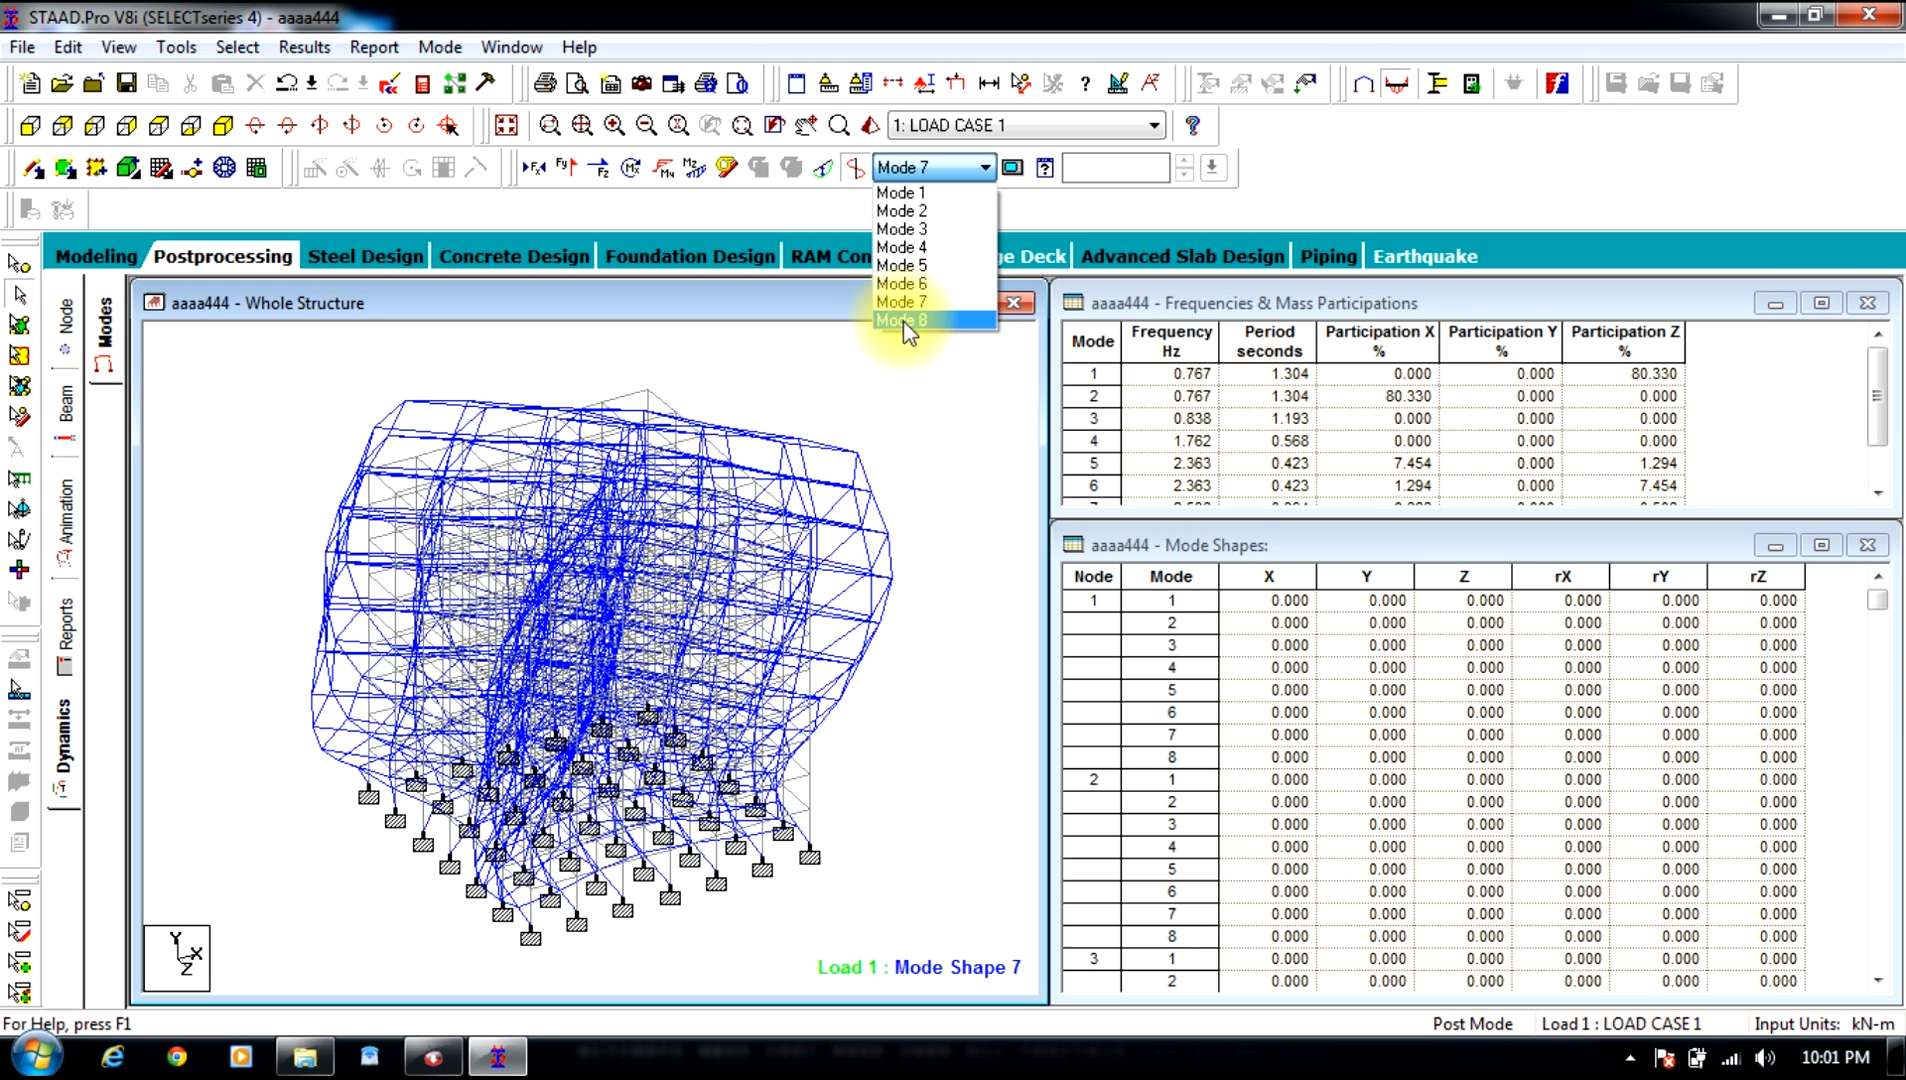 STAAD.Pro V8i (SELECTseries 4) - aaaa444
File Edit View Tools Select Results Report Mode Window Help
1: LOAD CASE 1
Mode 7
Mode 1
Mode 2
Mode 3
Mode 4
Mode 5
Mode 6
Mode 7
Mode 8
Modeling Postprocessing Steel Design Concrete Design Foundation Design RAM Con ge Deck Advanced Slab Design Piping Earthquake
Node
Beam
Animation
Reports
Dynamics
Modes
aaaa444 - Whole Structure
Y
X
Z
Load 1 : Mode Shape 7
aaaa444 - Frequencies & Mass Participations
Mode Frequency Hz Period seconds Participation X % Participation Y % Participation Z %
1 0.767 1.304 0.000 0.000 80.330
2 0.767 1.304 80.330 0.000 0.000
3 0.838 1.193 0.000 0.000 0.000
4 1.762 0.568 0.000 0.000 0.000
5 2.363 0.423 7.454 0.000 1.294
6 2.363 0.423 1.294 0.000 7.454
aaaa444 - Mode Shapes:
Node Mode X Y Z rX rY rZ
1 1 0.000 0.000 0.000 0.000 0.000 0.000
2 0.000 0.000 0.000 0.000 0.000 0.000
3 0.000 0.000 0.000 0.000 0.000 0.000
4 0.000 0.000 0.000 0.000 0.000 0.000
5 0.000 0.000 0.000 0.000 0.000 0.000
6 0.000 0.000 0.000 0.000 0.000 0.000
7 0.000 0.000 0.000 0.000 0.000 0.000
8 0.000 0.000 0.000 0.000 0.000 0.000
2 1 0.000 0.000 0.000 0.000 0.000 0.000
2 0.000 0.000 0.000 0.000 0.000 0.000
3 0.000 0.000 0.000 0.000 0.000 0.000
4 0.000 0.000 0.000 0.000 0.000 0.000
5 0.000 0.000 0.000 0.000 0.000 0.000
6 0.000 0.000 0.000 0.000 0.000 0.000
7 0.000 0.000 0.000 0.000 0.000 0.000
8 0.000 0.000 0.000 0.000 0.000 0.000
3 1 0.000 0.000 0.000 0.000 0.000 0.000
2 0.000 0.000 0.000 0.000 0.000 0.000
For Help, press F1
Post Mode Load 1 : LOAD CASE 1 Input Units: kN-m
10:01 PM